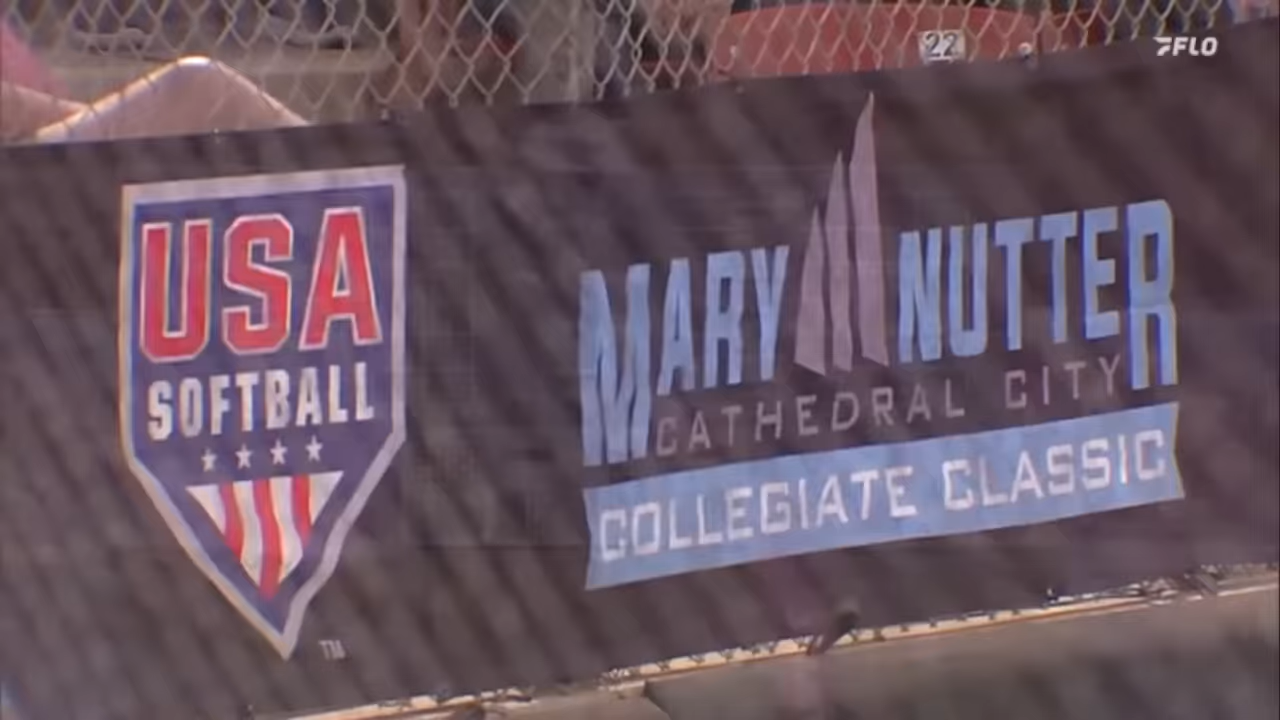 22
FLO
USA
SOFTBALL
TM
MARY NUTTER
CATHEDRAL CITY
COLLEGIATE CLASSIC